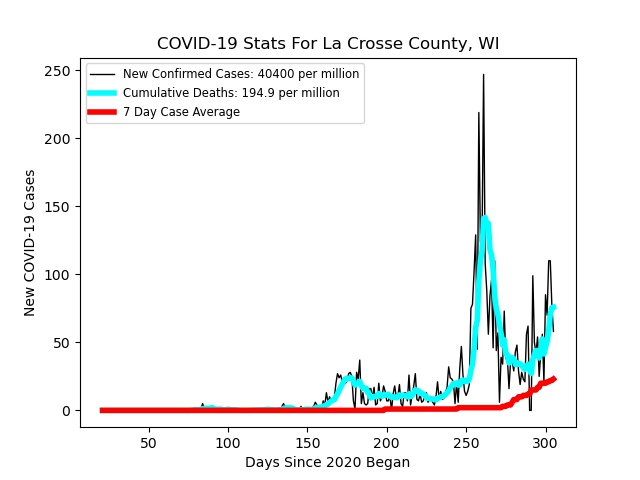 COVID-19 Stats For La Crosse County, WI
New Confirmed Cases: 40400 per million
Cumulative Deaths: 194.9 per million
7 Day Case Average
New COVID-19 Cases
250
200
150
100
50
0
50 100 150 200 250 300
Days Since 2020 Began